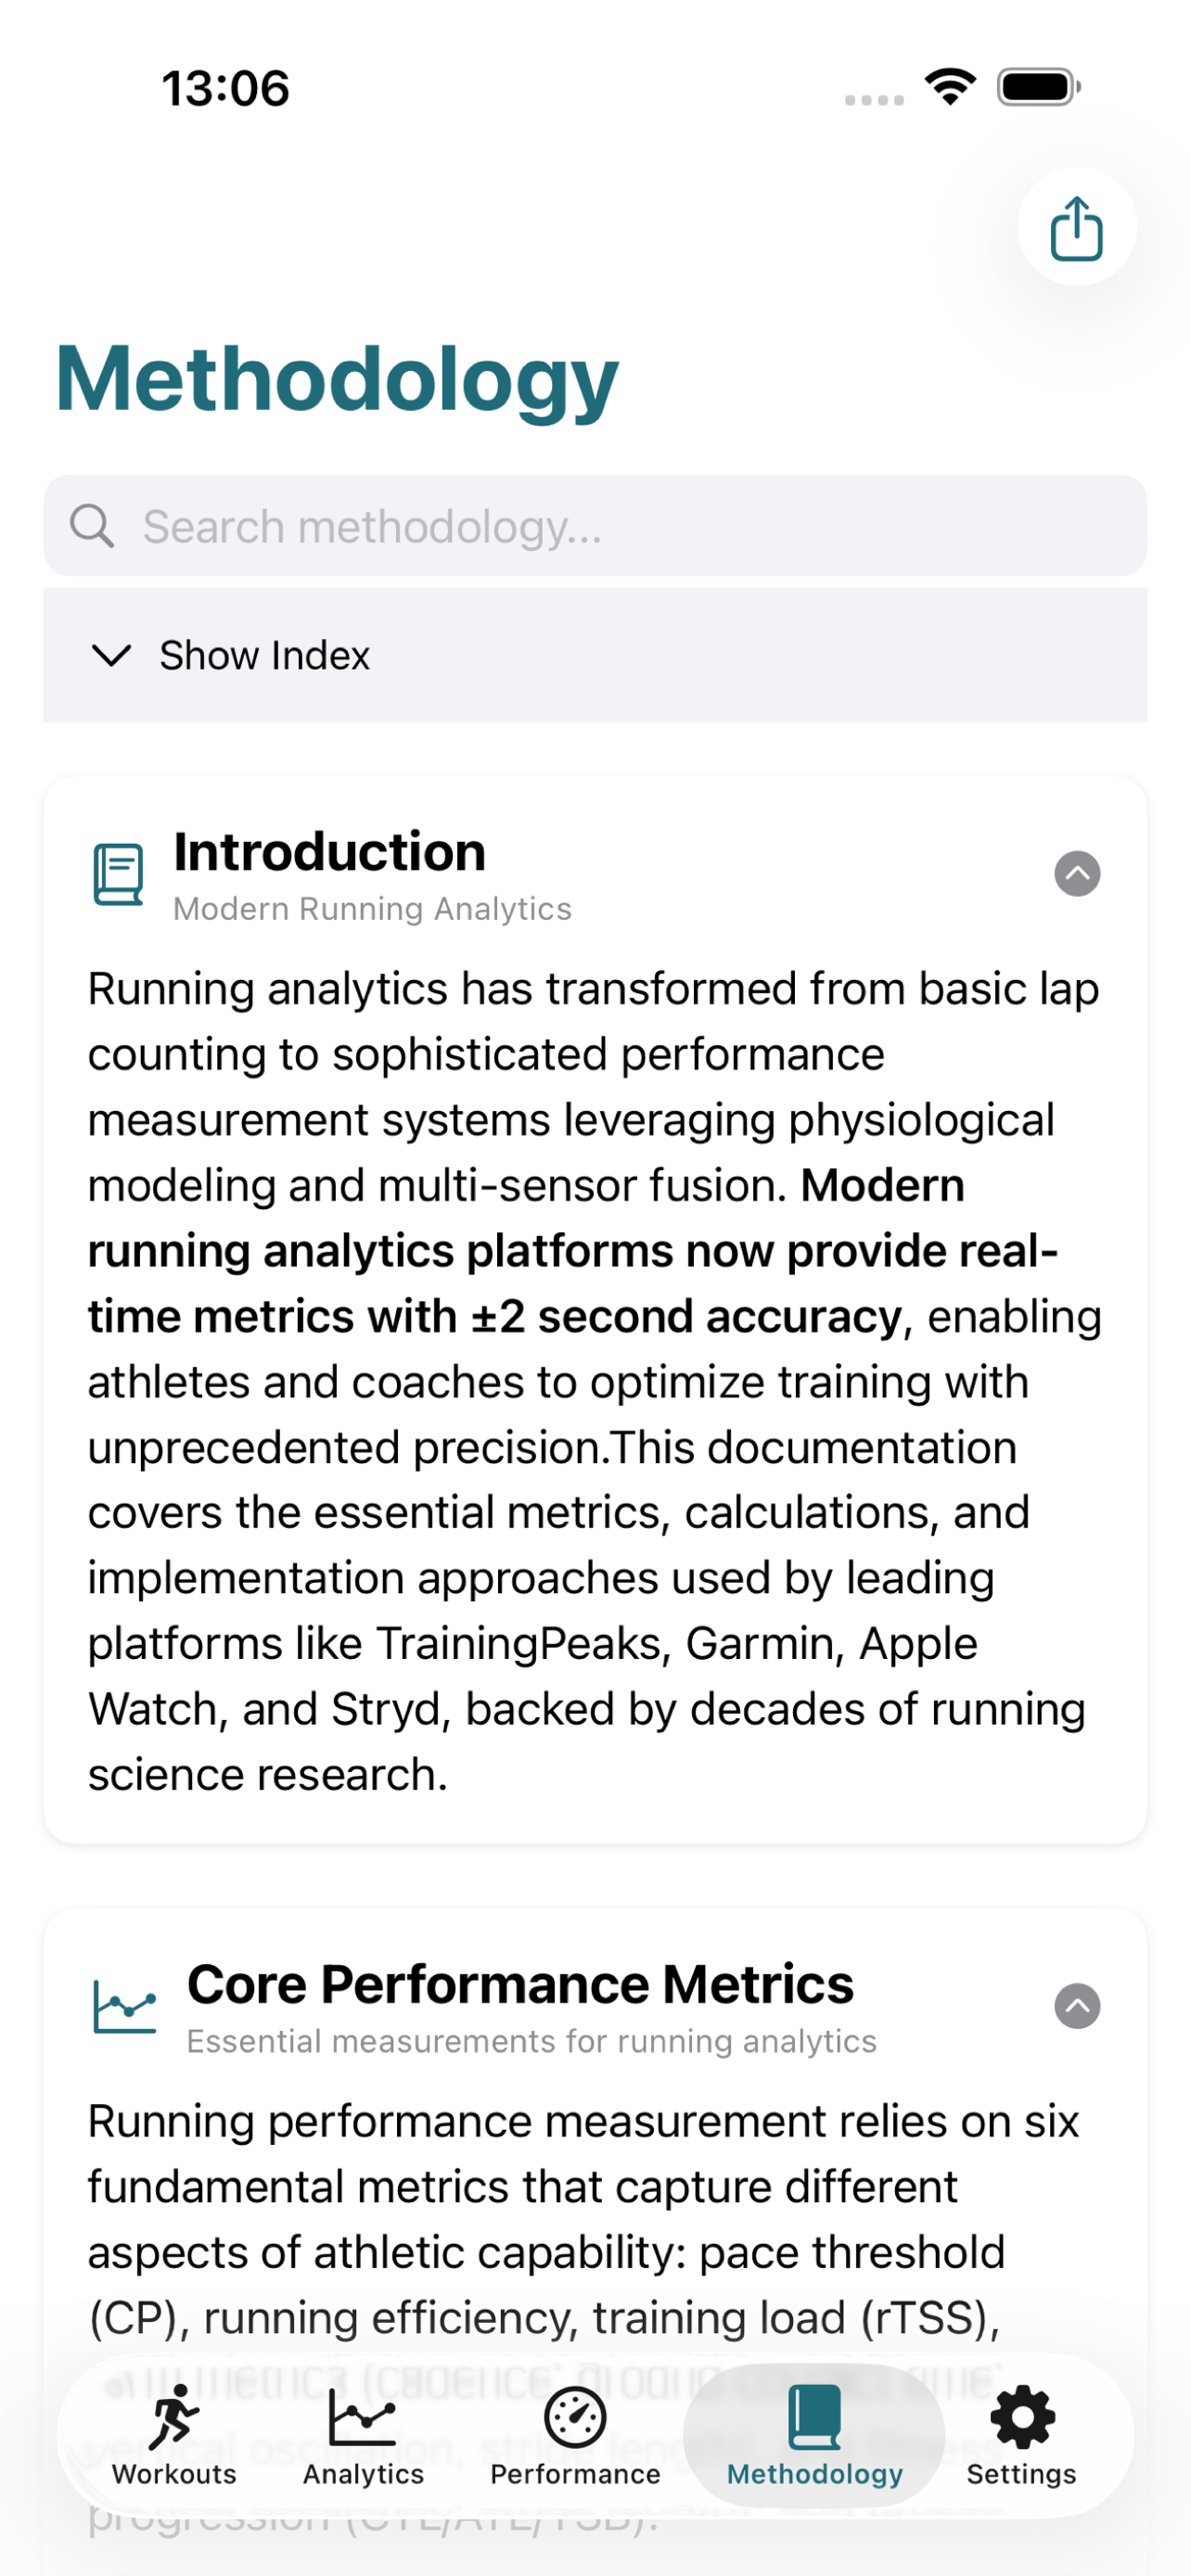 13:06
Methodology
Search methodology...
Show Index
Introduction
Modern Running Analytics
Running analytics has transformed from basic lap
counting to sophisticated performance
measurement systems leveraging physiological
modeling and multi-sensor fusion. Modern
running analytics platforms now provide real-
time metrics with ±2 second accuracy, enabling
athletes and coaches to optimize training with
unprecedented precision.This documentation
covers the essential metrics, calculations, and
implementation approaches used by leading
platforms like TrainingPeaks, Garmin, Apple
Watch, and Stryd, backed by decades of running
science research.
Core Performance Metrics
Essential measurements for running analytics
Running performance measurement relies on six
fundamental metrics that capture different
aspects of athletic capability: pace threshold
(CP), running efficiency, training load (rTSS),
vertical oscillation, stride
progression (CTL/ATL/TSB).
Workouts
Analytics
Performance
Methodology
Settings